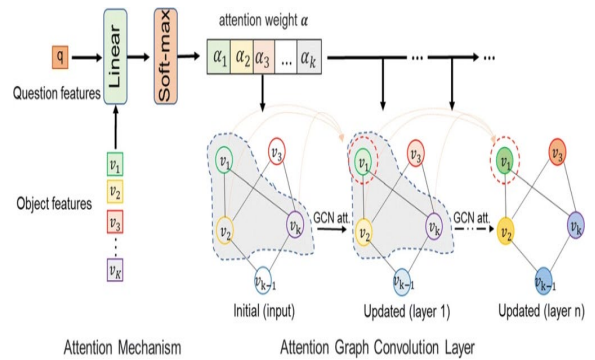 attention weight α
q
Linear
Soft-max
α₁ α₂ α₃ ... αₖ
... ...
Question features
v₁
v₂
v₃
v_K
Object features
v₁ v₃ v₂ vₖ vₖ₋₁
GCN att.
v₁ v₃ v₂ vₖ vₖ₋₁
GCN att.
v₁ v₃ v₂ vₖ vₖ₋₁
Initial (input) Updated (layer 1) Updated (layer n)
Attention Mechanism Attention Graph Convolution Layer